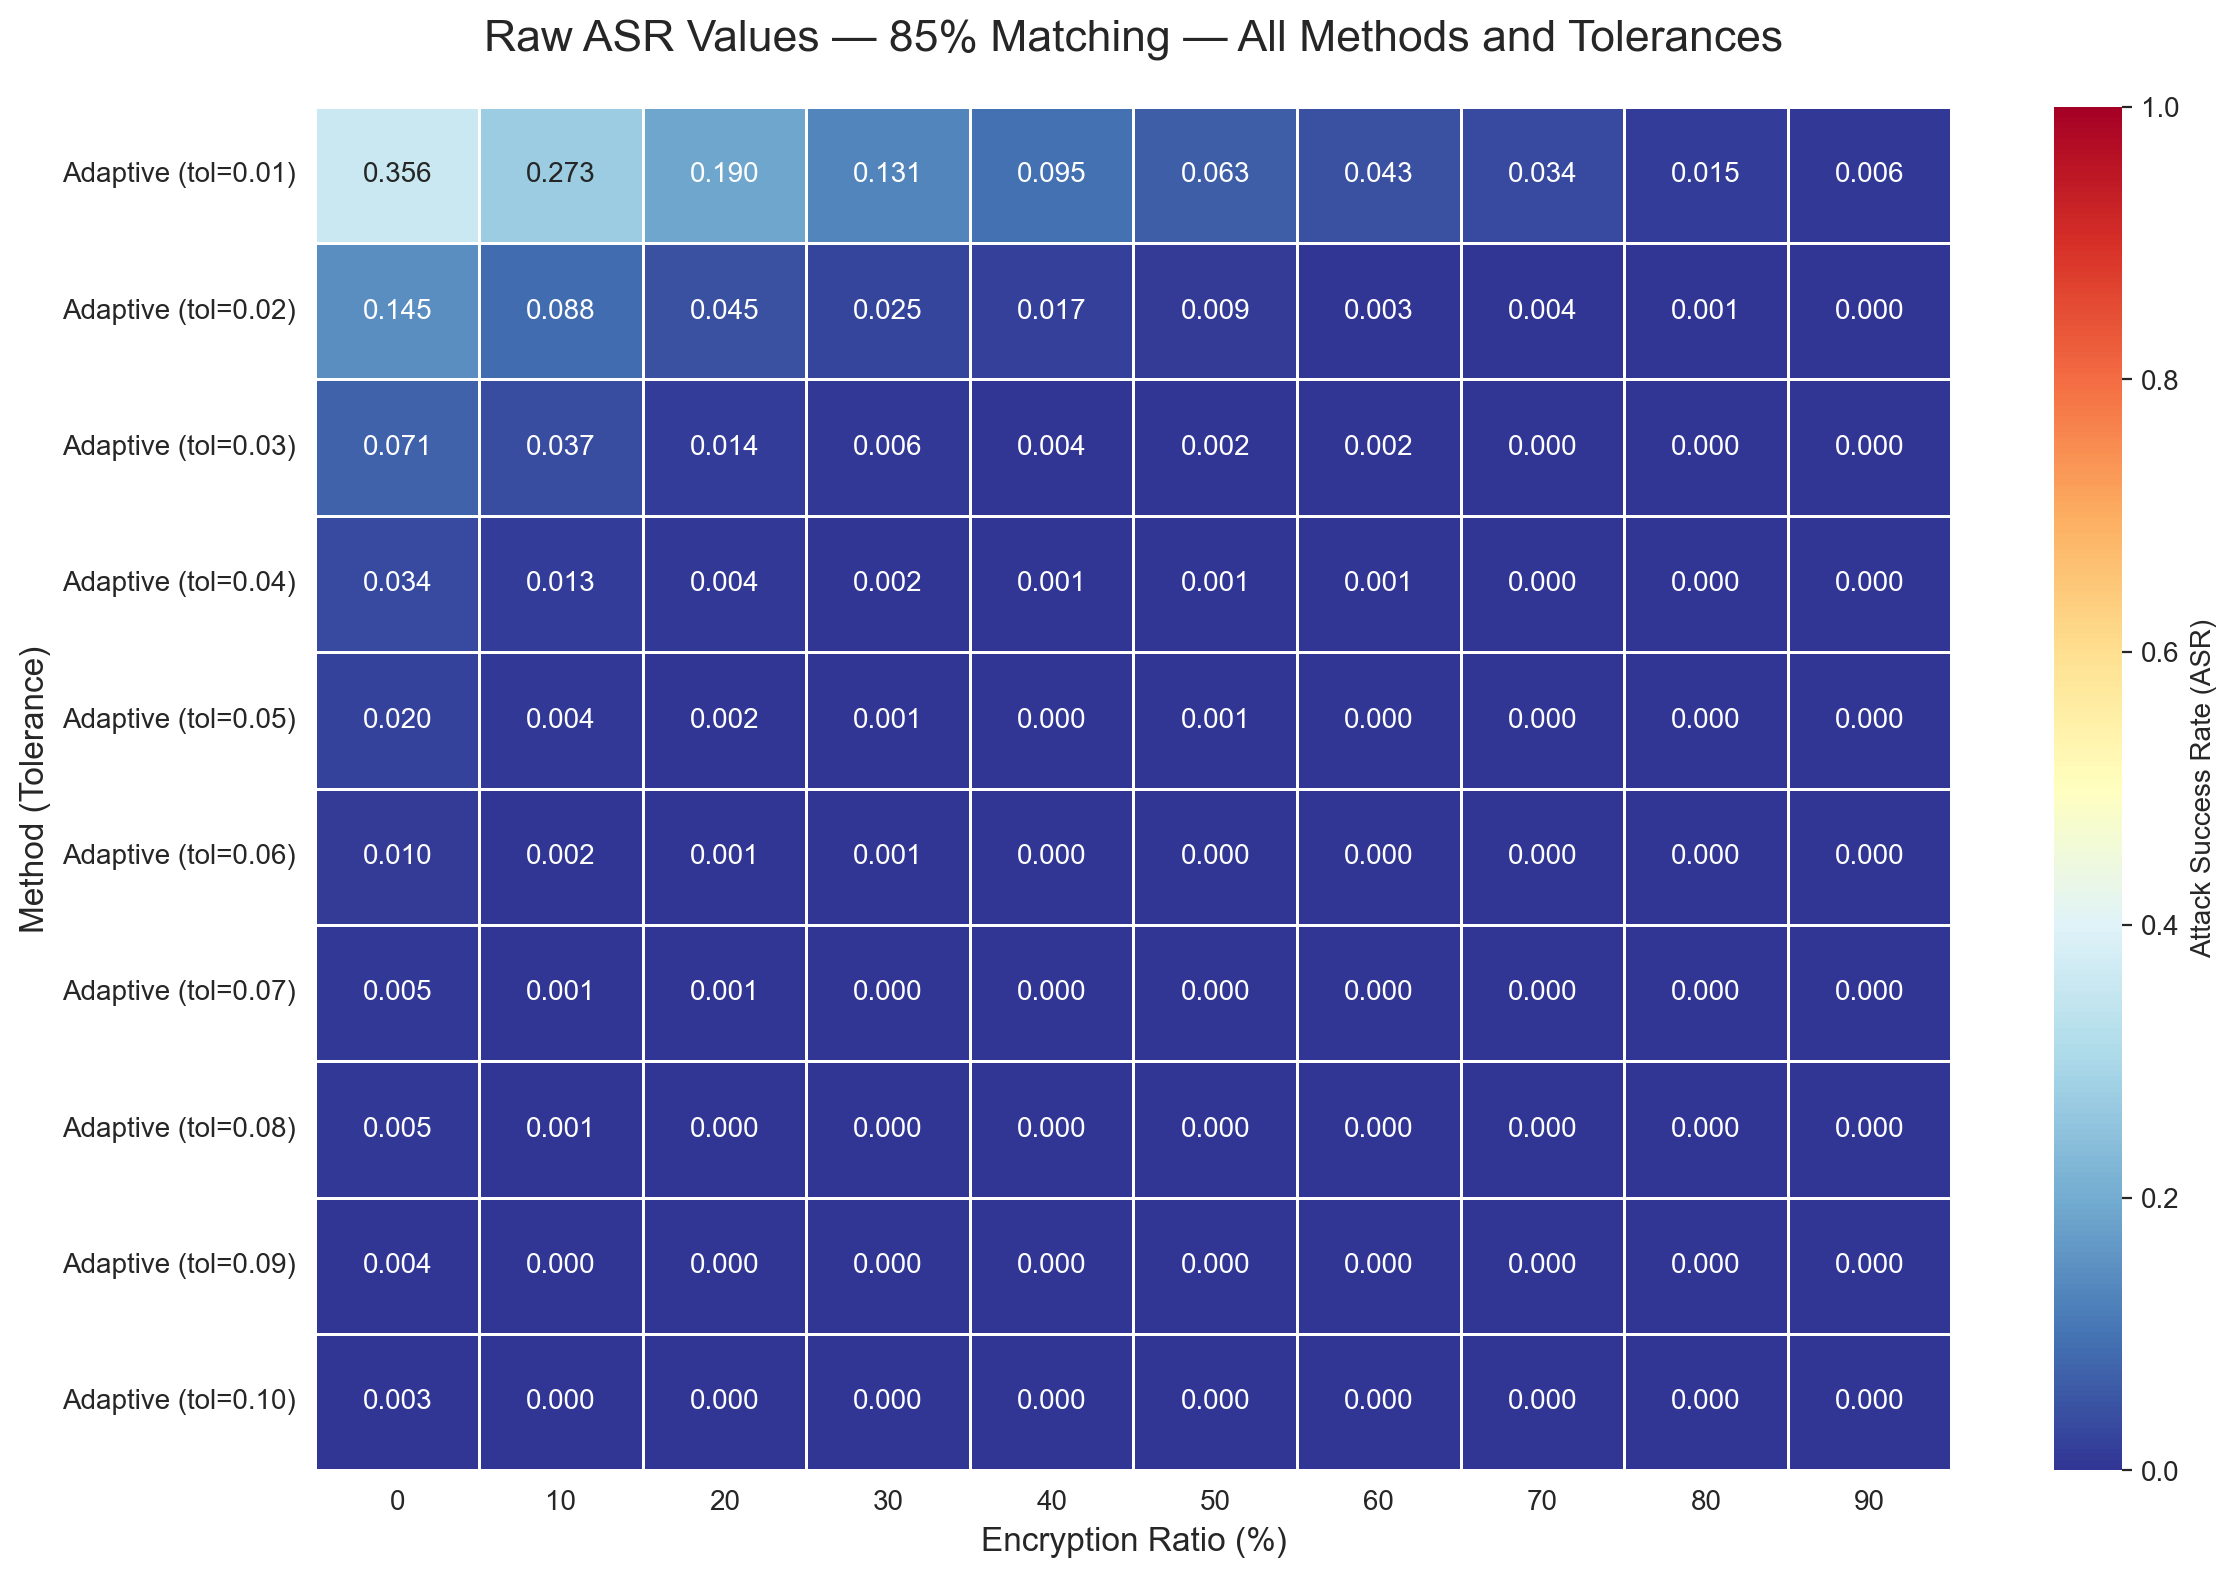 Raw ASR Values — 85% Matching — All Methods and Tolerances
Method (Tolerance)
Adaptive (tol=0.01) 0.356 0.273 0.190 0.131 0.095 0.063 0.043 0.034 0.015 0.006
Adaptive (tol=0.02) 0.145 0.088 0.045 0.025 0.017 0.009 0.003 0.004 0.001 0.000
Adaptive (tol=0.03) 0.071 0.037 0.014 0.006 0.004 0.002 0.002 0.000 0.000 0.000
Adaptive (tol=0.04) 0.034 0.013 0.004 0.002 0.001 0.001 0.001 0.000 0.000 0.000
Adaptive (tol=0.05) 0.020 0.004 0.002 0.001 0.000 0.001 0.000 0.000 0.000 0.000
Adaptive (tol=0.06) 0.010 0.002 0.001 0.001 0.000 0.000 0.000 0.000 0.000 0.000
Adaptive (tol=0.07) 0.005 0.001 0.001 0.000 0.000 0.000 0.000 0.000 0.000 0.000
Adaptive (tol=0.08) 0.005 0.001 0.000 0.000 0.000 0.000 0.000 0.000 0.000 0.000
Adaptive (tol=0.09) 0.004 0.000 0.000 0.000 0.000 0.000 0.000 0.000 0.000 0.000
Adaptive (tol=0.10) 0.003 0.000 0.000 0.000 0.000 0.000 0.000 0.000 0.000 0.000
0 10 20 30 40 50 60 70 80 90
Encryption Ratio (%)
1.0
0.8
0.6
0.4
0.2
0.0
Attack Success Rate (ASR)